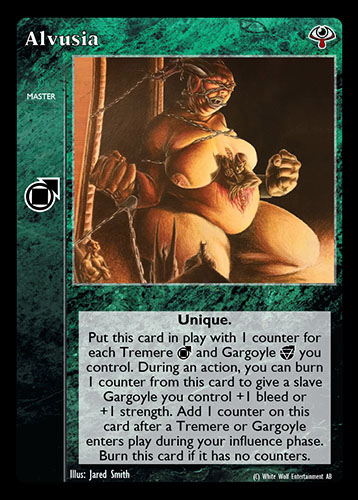 Alvusia
MASTER
Unique.
Put this card in play with 1 counter for
each Tremere and Gargoyle you
control. During an action, you can burn
1 counter from this card to give a slave
Gargoyle you control +1 bleed or
+1 strength. Add 1 counter on this
card after a Tremere or Gargoyle
enters play during your influence phase.
Burn this card if it has no counters.
Illus: Jared Smith
(C) White Wolf Entertainment AB